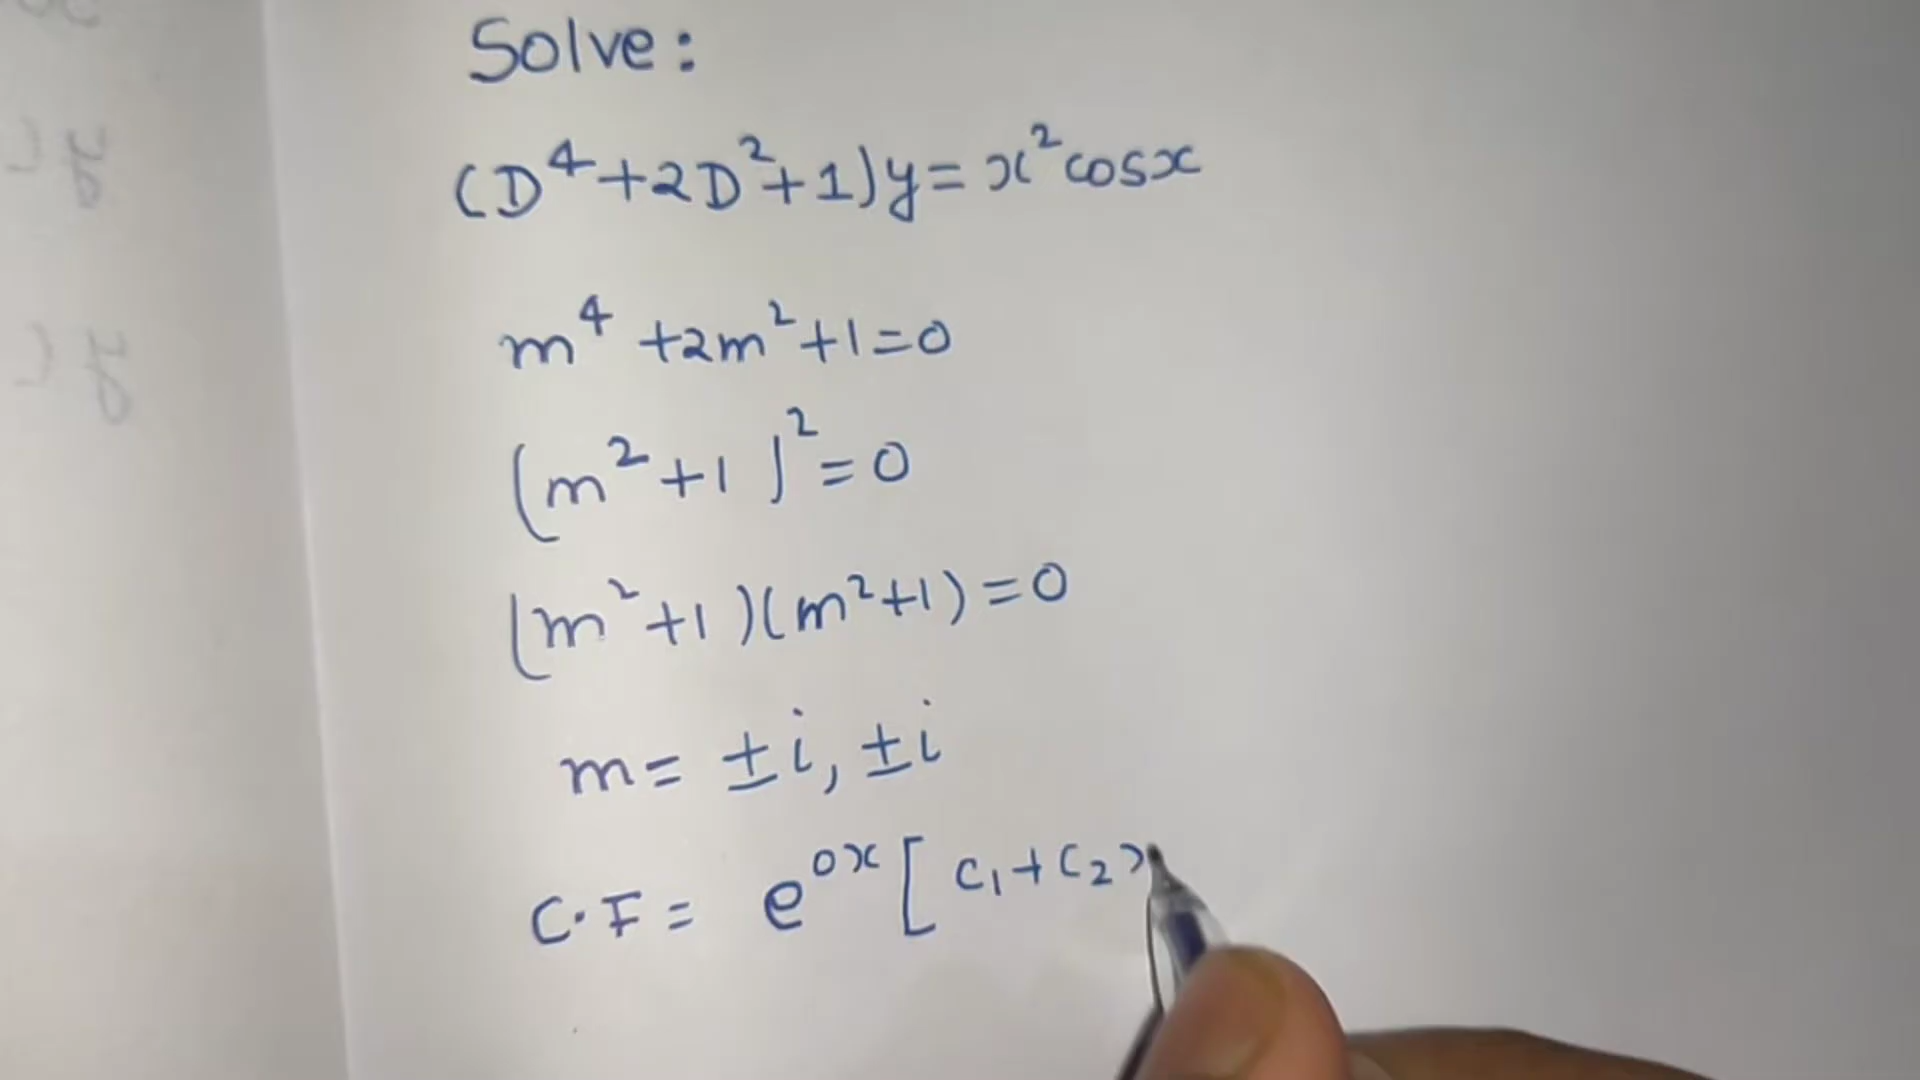 Solve:
(D⁴+2D²+1)y = x²cosx
m⁴+2m²+1=0
(m²+1)²=0
(m²+1)(m²+1)=0
m = ±i, ±i
C.F = e⁰ˣ[C₁+C₂x